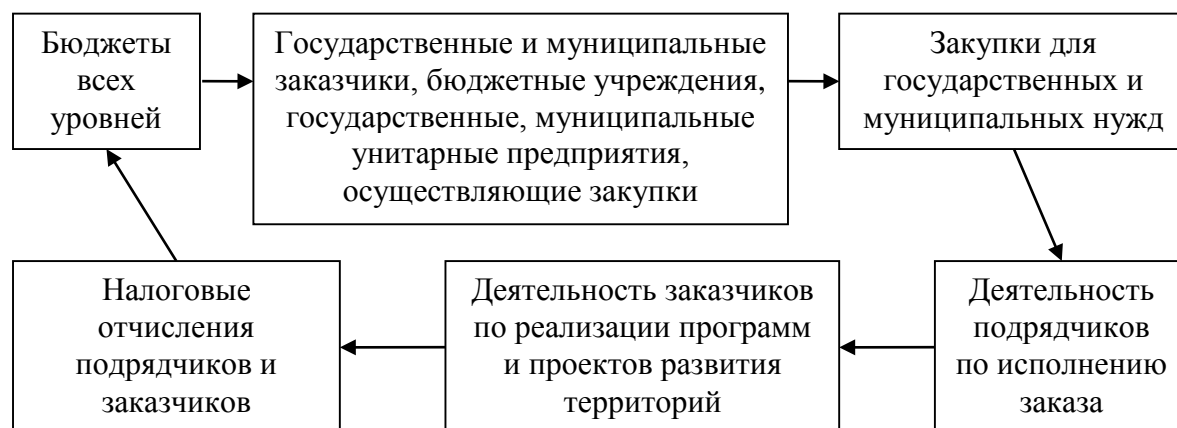 Бюджеты
всех
уровней
Государственные и муниципальные
заказчики, бюджетные учреждения,
государственные, муниципальные
унитарные предприятия,
осуществляющие закупки
Закупки для
государственных и
муниципальных нужд
Деятельность
подрядчиков
по исполнению
заказа
Деятельность заказчиков
по реализации программ
и проектов развития
территорий
Налоговые
отчисления
подрядчиков и
заказчиков